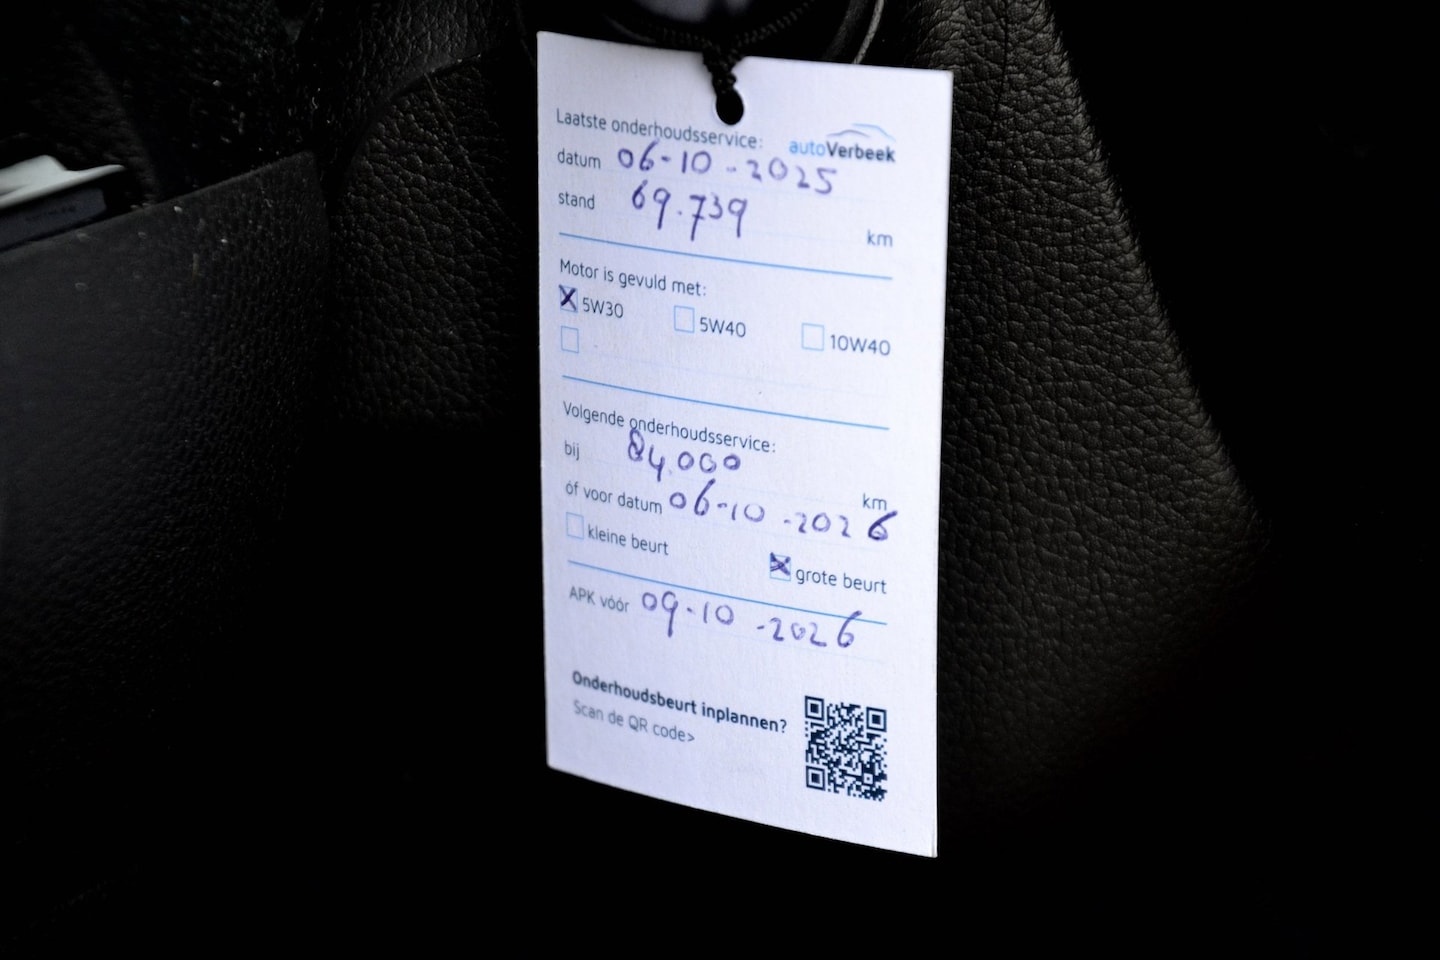 Laatste onderhoudsservice: autoVerbeek
datum 06-10-2025
stand 69.739 km
Motor is gevuld met:
X 5W30 5W40 10W40
Volgende onderhoudsservice:
bij 84.000 km
óf voor datum 06-10-2026
kleine beurt X grote beurt
APK vóór 09-10-2026
Onderhoudsbeurt inplannen?
Scan de QR code>